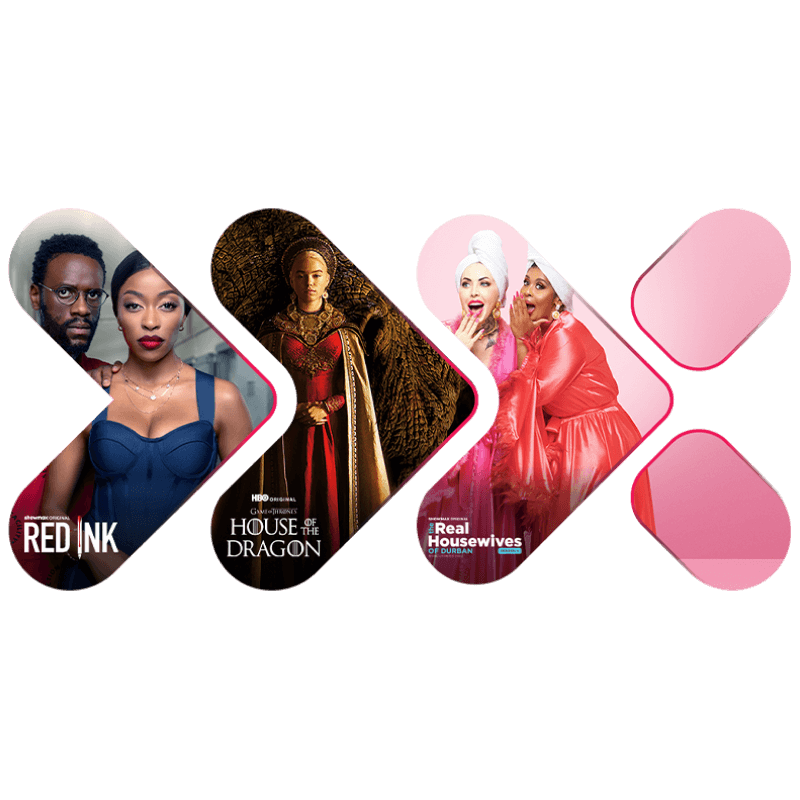 showmax ORIGINAL
RED INK
HBO ORIGINAL
GAME OF THRONES
HOUSE OF THE
DRAGON
SHOWMAX ORIGINAL
the Real
Housewives
OF DURBAN